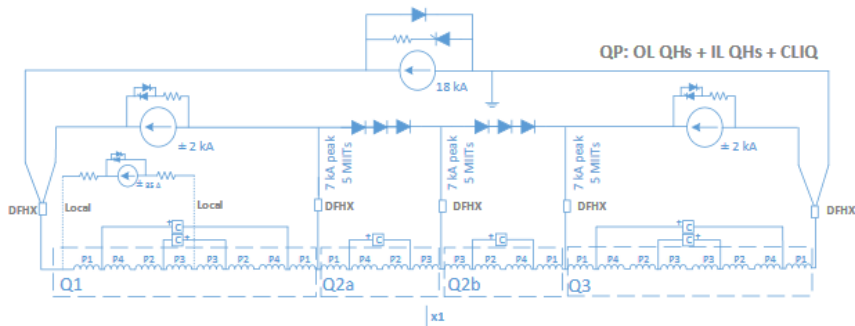 QP: OL QHs + IL QHs + CLIQ
18 kA
± 2 kA
± 2 kA
7 kA peak
5 MIITs
7 kA peak
5 MIITs
7 kA peak
5 MIITs
± 35 A
DFHX
Local
Local
DFHX
DFHX
DFHX
DFHX
C
C
C
C
C
C
P1 P4 P2 P3 P3 P2 P4 P1 P1 P4 P2 P3 P3 P2 P4 P1 P1 P4 P2 P3 P3 P2 P4 P1
Q1
Q2a
Q2b
Q3
x1